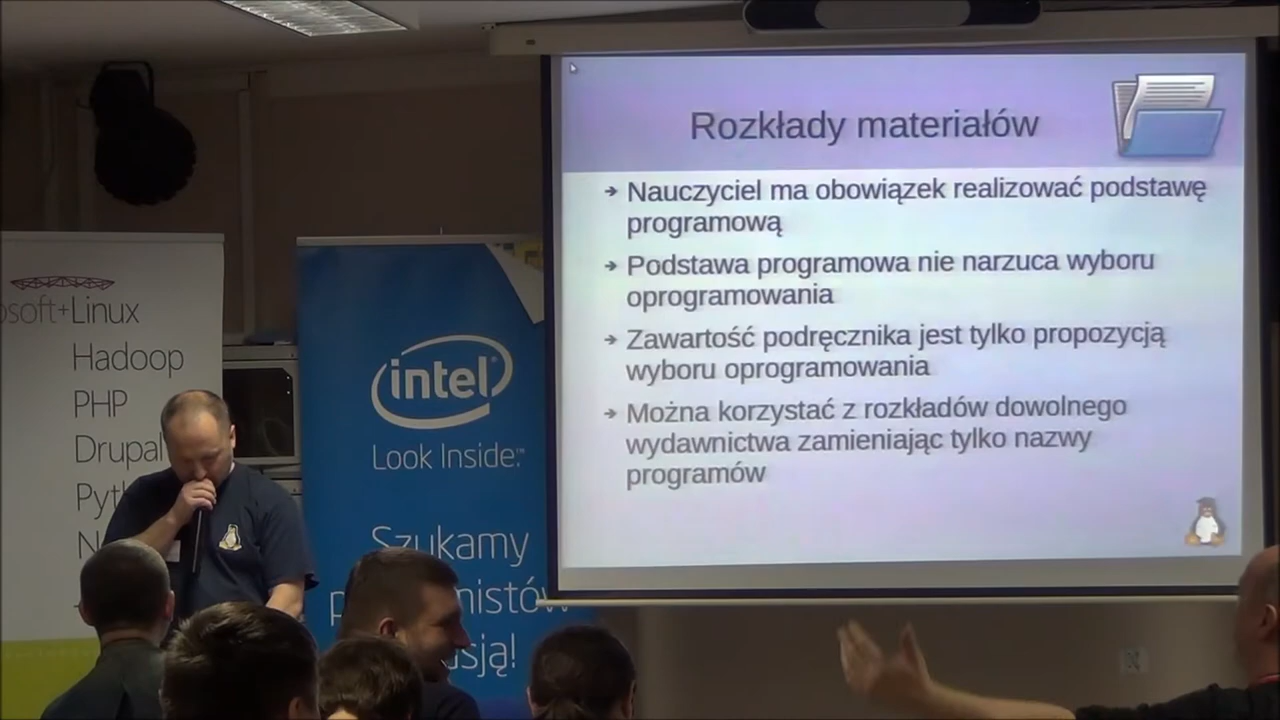 Rozkłady materiałów
Nauczyciel ma obowiązek realizować podstawę
programową
Podstawa programowa nie narzuca wyboru
oprogramowania
Zawartość podręcznika jest tylko propozycją
wyboru oprogramowania
Można korzystać z rozkładów dowolnego
wydawnictwa zamieniając tylko nazwy
programów
osoft+Linux
Hadoop
PHP
Drupal
intel
Look Inside.™
Szukamy